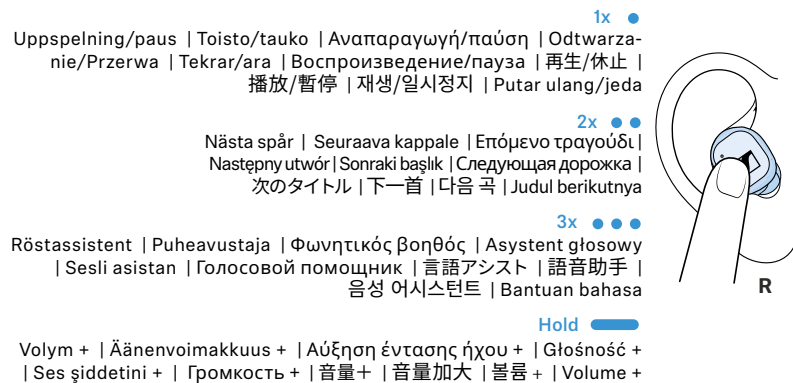 1x
Uppspelning/paus | Toisto/tauko | Αναπαραγωγή/παύση | Odtwarza-
nie/Przerwa | Tekrar/ara | Воспроизведение/пауза | 再生/休止 |
播放/暫停 | 재생/일시정지 | Putar ulang/jeda
2x
Nästa spår | Seuraava kappale | Επόμενο τραγούδι |
Następny utwór | Sonraki başlık | Следующая дорожка |
次のタイトル | 下一首 | 다음 곡 | Judul berikutnya
3x
Röstassistent | Puheavustaja | Φωνητικός βοηθός | Asystent głosowy
| Sesli asistan | Голосовой помощник | 言語アシスト | 語音助手 |
음성 어시스턴트 | Bantuan bahasa
R
Hold
Volym + | Äänenvoimakkuus + | Αύξηση έντασης ήχου + | Głośność +
| Ses şiddetini + | Громкость + | 音量＋ | 音量加大 | 볼륨 + | Volume +